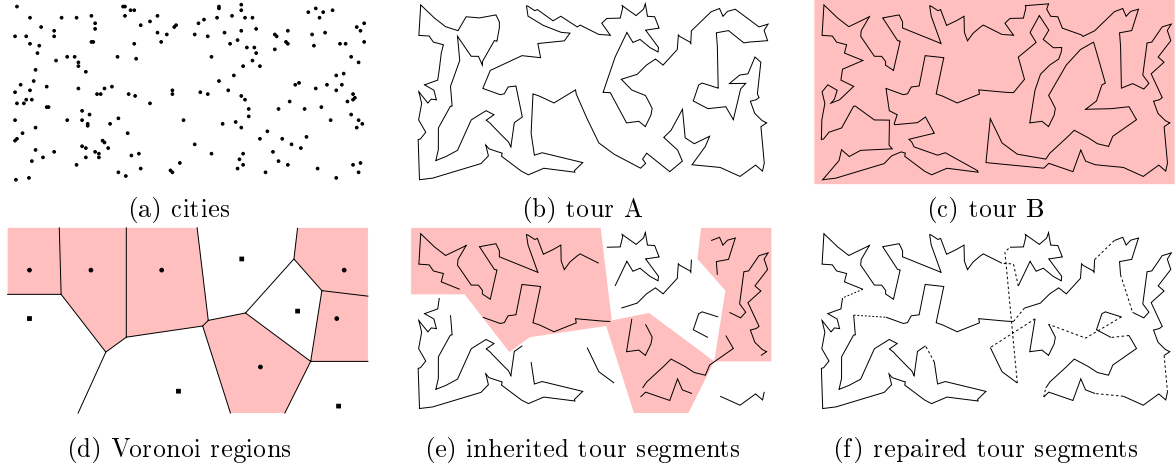 (a) cities
(b) tour A
(c) tour B
(d) Voronoi regions
(e) inherited tour segments
(f) repaired tour segments